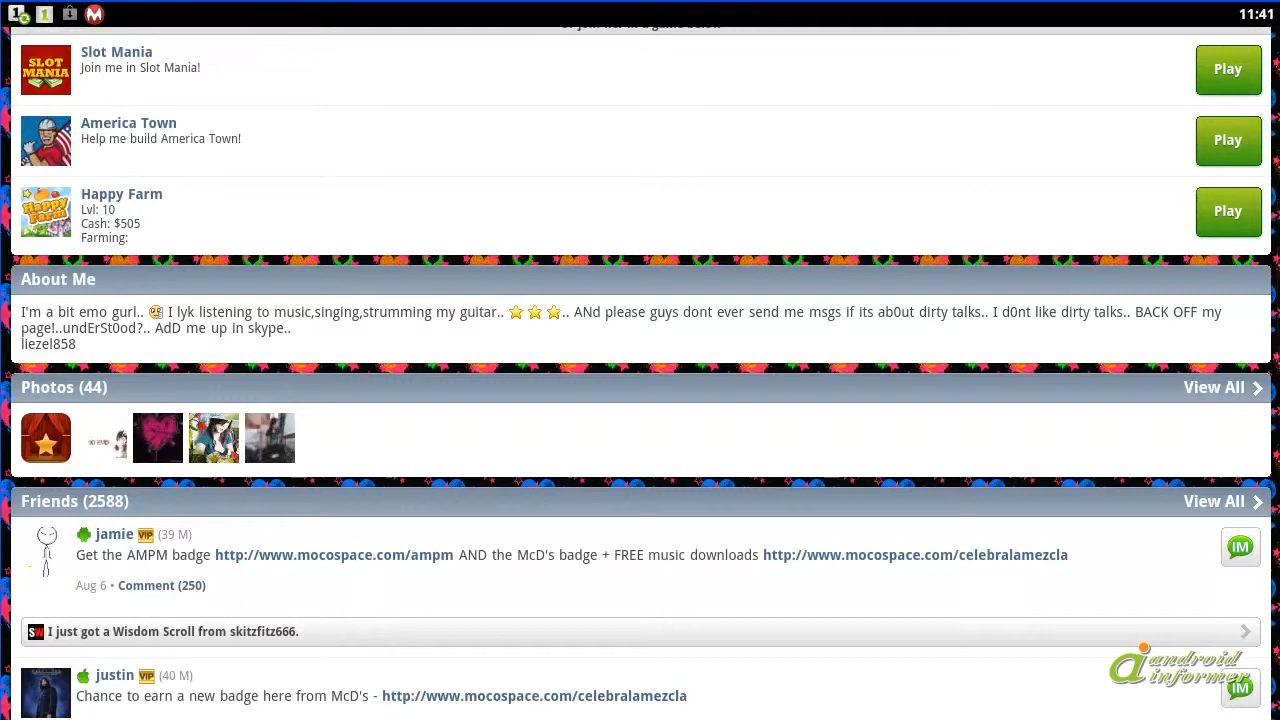 11:41
Slot Mania
Join me in Slot Mania!
Play
America Town
Help me build America Town!
Play
Happy Farm
Lvl: 10
Cash: $505
Farming:
Play
About Me
I'm a bit emo gurl.. I lyk listening to music,singing,strumming my guitar.. .. ANd please guys dont ever send me msgs if its ab0ut dirty talks.. I d0nt like dirty talks.. BACK OFF my
page!..undErSt0od?.. AdD me up in skype..
liezel858
Photos (44)
View All
Friends (2588)
View All
jamie VIP (39 M)
Get the AMPM badge http://www.mocospace.com/ampm AND the McD's badge + FREE music downloads http://www.mocospace.com/celebralamezcla
IM
Aug 6 • Comment (250)
SW I just got a Wisdom Scroll from skitzfitz666.
justin VIP (40 M)
Chance to earn a new badge here from McD's - http://www.mocospace.com/celebralamezcla
IM
android
informer